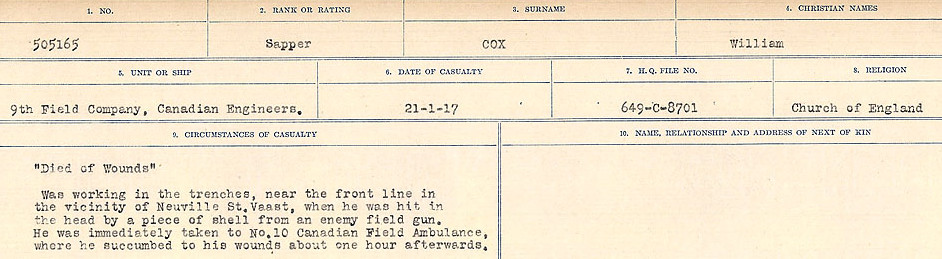 1. NO. 2. RANK OR RATING 3. SURNAME 4. CHRISTIAN NAMES
505165 Sapper COX William
5. UNIT OR SHIP 6. DATE OF CASUALTY 7. H.Q. FILE NO. 8. RELIGION
9th Field Company, Canadian Engineers. 21-1-17 649-C-8701 Church of England
9. CIRCUMSTANCES OF CASUALTY 10. NAME, RELATIONSHIP AND ADDRESS OF NEXT OF KIN
"Died of Wounds"
Was working in the trenches, near the front line in
the vicinity of Neuville St.Vaast, when he was hit in
the head by a piece of shell from an enemy field gun.
He was immediately taken to No.10 Canadian Field Ambulance,
where he succumbed to his wounds about one hour afterwards.